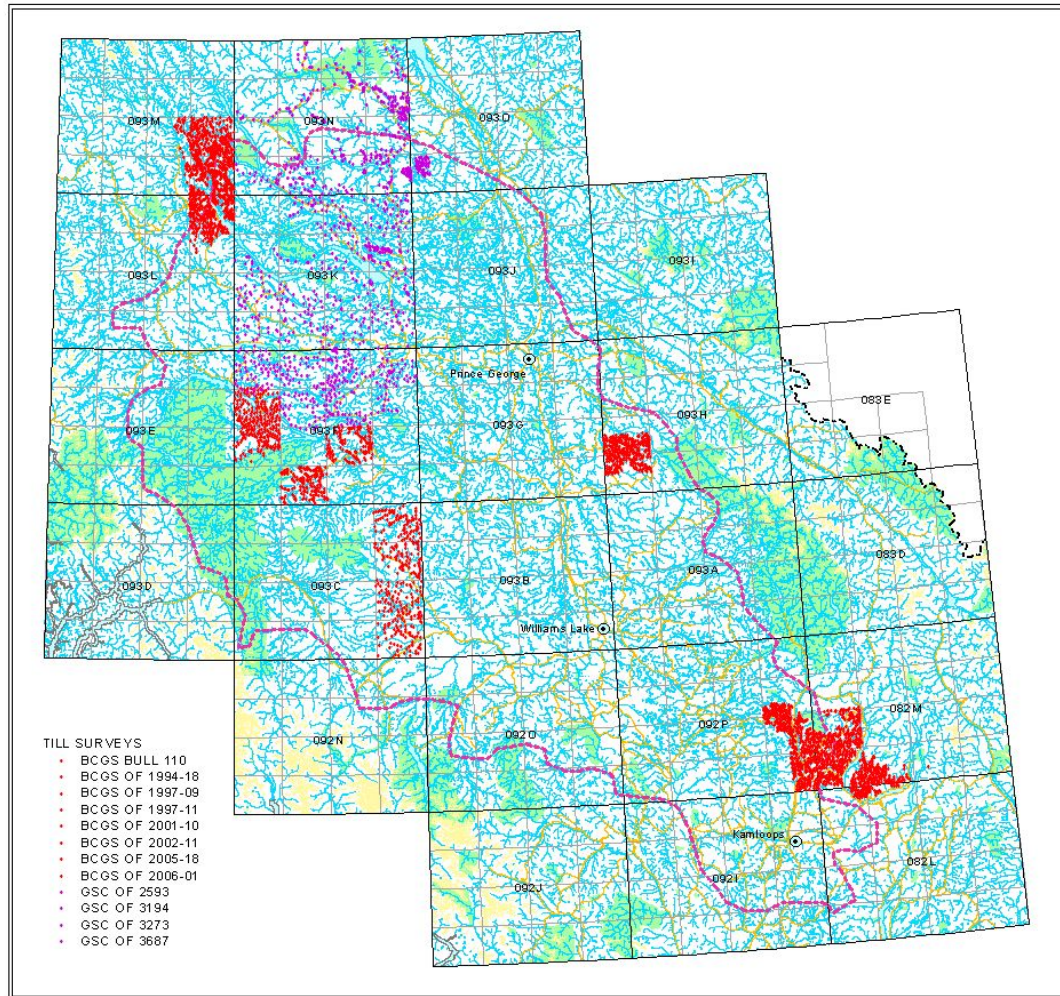 093M
093N
093O
093L
093K
093J
093I
Prince George
083E
093E
093F
093G
093H
093D
093C
093B
093A
083D
Williams Lake
092N
092O
092P
082M
Kamloops
092J
092I
082L
TILL SURVEYS
BCGS BULL 110
BCGS OF 1994-18
BCGS OF 1997-09
BCGS OF 1997-11
BCGS OF 2001-10
BCGS OF 2002-11
BCGS OF 2005-18
BCGS OF 2006-01
GSC OF 2593
GSC OF 3194
GSC OF 3273
GSC OF 3687